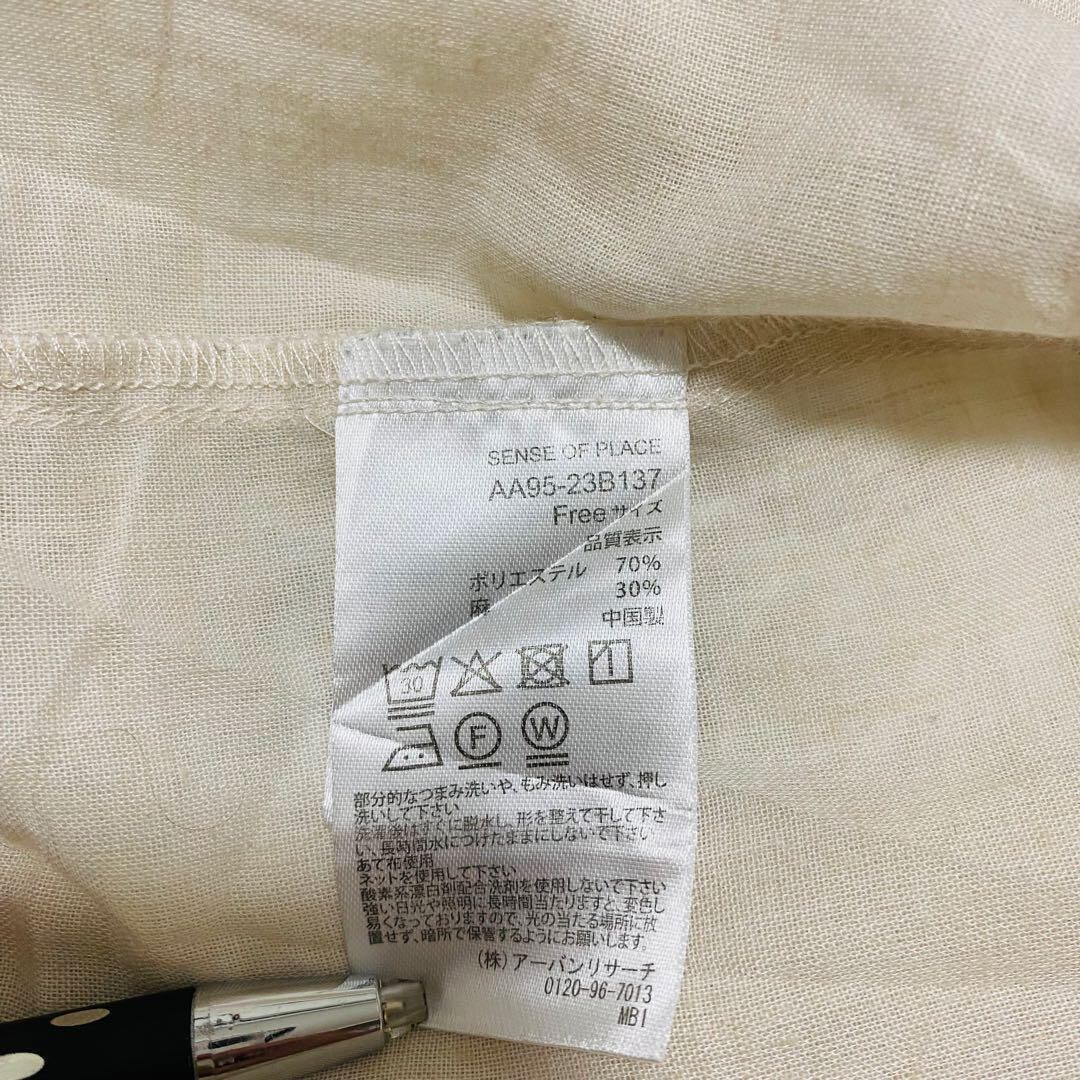 SENSE OF PLACE
AA95-23B137
Freeサイズ
品質表示
ポリエステル 70%
麻 30%
中国製
30
F W
部分的なつまみ洗いや、もみ洗いはせず、押し
洗いして下さい
洗濯後はすぐに脱水し、形を整えて干して下さ
い、長時間水につけたままにしないで下さい
あて布使用
ネットを使用して下さい
酸素系漂白剤配合洗剤を使用しないで下さい
強い日光や照明に長時間当たりますと、変色し
易くなっておりますので、光の当たる場所に放
置せず、暗所で保管するようにお願いします。
(株)アーバンリサーチ
0120-96-7013
MBI